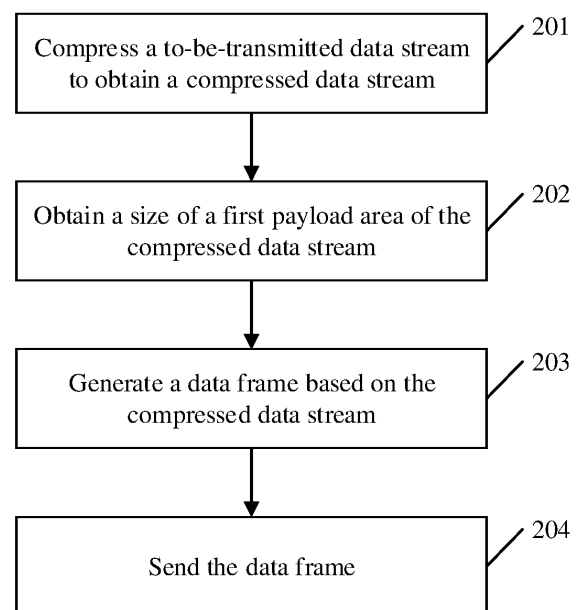 Compress a to-be-transmitted data stream
to obtain a compressed data stream
201
Obtain a size of a first payload area of the
compressed data stream
202
Generate a data frame based on the
compressed data stream
203
Send the data frame
204